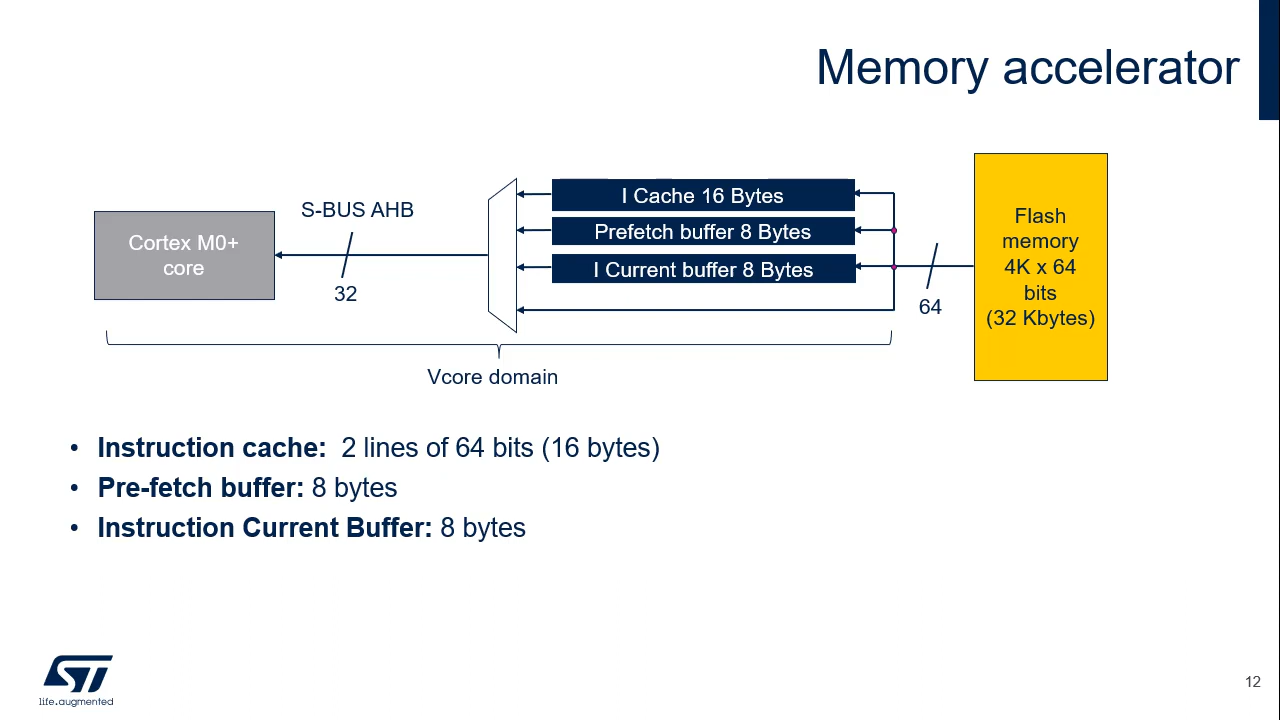 Memory accelerator
S-BUS AHB
Cortex M0+
core
32
I Cache 16 Bytes
Prefetch buffer 8 Bytes
I Current buffer 8 Bytes
64
Flash
memory
4K x 64
bits
(32 Kbytes)
Vcore domain
• Instruction cache: 2 lines of 64 bits (16 bytes)
• Pre-fetch buffer: 8 bytes
• Instruction Current Buffer: 8 bytes
ST
life.augmented
12